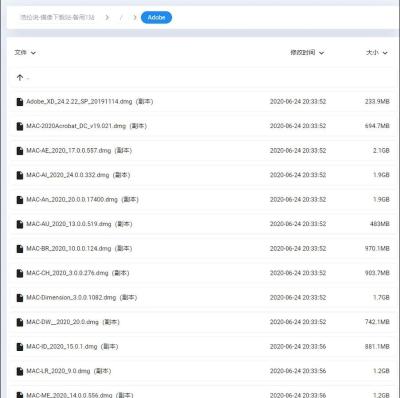 镜像下载站-备用1站 > / > Adobe
文件 修改时间 大小
..
Adobe_XD_24.2.22_SP_20191114.dmg (副本) 2020-06-24 20:33:52 233.9MB
MAC-2020Acrobat_DC_v19.021.dmg (副本) 2020-06-24 20:33:52 694.7MB
MAC-AE_2020_17.0.0.557.dmg (副本) 2020-06-24 20:33:52 2.1GB
MAC-AI_2020_24.0.0.332.dmg (副本) 2020-06-24 20:33:52 1.9GB
MAC-An_2020_20.0.0.17400.dmg (副本) 2020-06-24 20:33:52 1.9GB
MAC-AU_2020_13.0.0.519.dmg (副本) 2020-06-24 20:33:52 483MB
MAC-BR_2020_10.0.0.124.dmg (副本) 2020-06-24 20:33:52 970.1MB
MAC-CH_2020_3.0.0.276.dmg (副本) 2020-06-24 20:33:52 903.7MB
MAC-Dimension_3.0.0.1082.dmg (副本) 2020-06-24 20:33:52 1.7GB
MAC-DW__2020_20.0.dmg (副本) 2020-06-24 20:33:52 742.1MB
MAC-ID_2020_15.0.1.dmg (副本) 2020-06-24 20:33:56 881.1MB
MAC-LR_2020_9.0.dmg (副本) 2020-06-24 20:33:56 1.2GB
MAC-ME_2020_14.0.0.556.dmg (副本) 2020-06-24 20:33:56 1.2GB